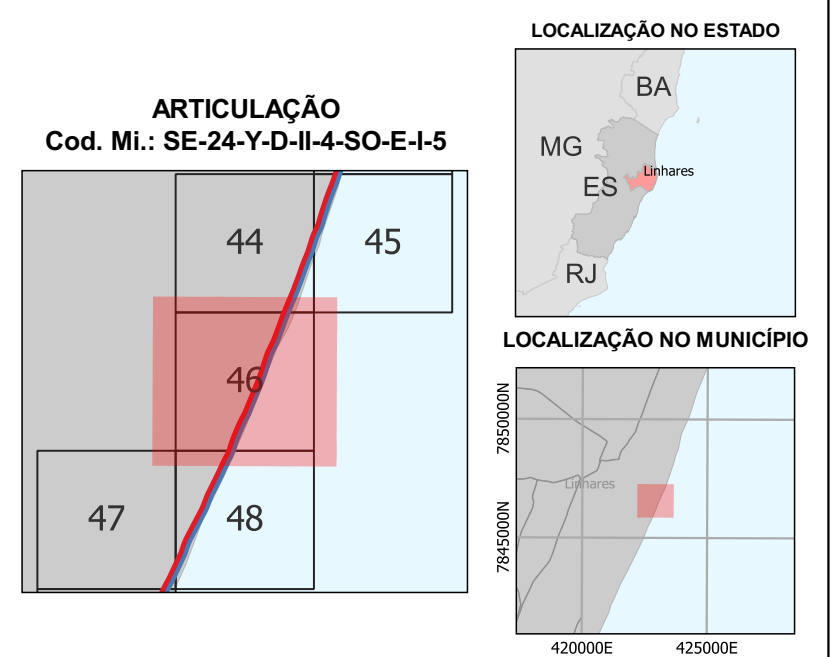 ARTICULAÇÃO
Cod. Mi.: SE-24-Y-D-II-4-SO-E-I-5
44
45
46
47
48
LOCALIZAÇÃO NO ESTADO
BA
MG
Linhares
ES
RJ
LOCALIZAÇÃO NO MUNICÍPIO
7850000N
Linhares
7845000N
420000E
425000E